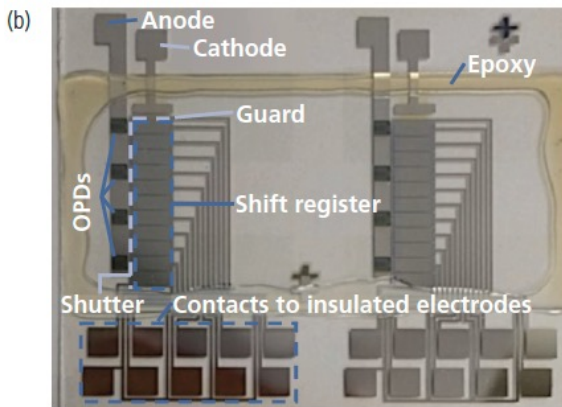 (b)
Anode
Cathode
Epoxy
Guard
OPDs
Shift register
Shutter
Contacts to insulated electrodes